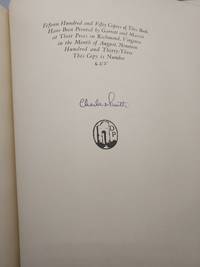 Fifteen Hundred and Fifty Copies of This Book
Have Been Printed by Garrett and Massie
at Their Press in Richmond, Virginia
in the Month of August, Nineteen
Hundred and Thirty-Three
This Copy is Number